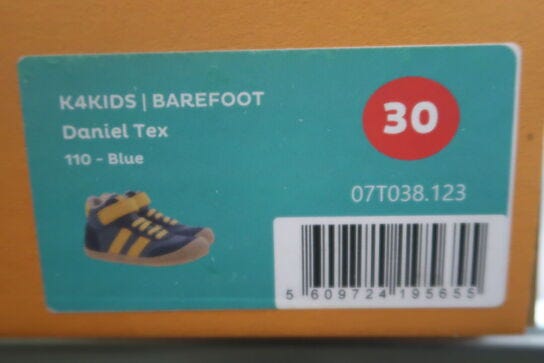 K4KIDS | BAREFOOT
Daniel Tex
110 - Blue
30
07T038.123
5 609724 195655